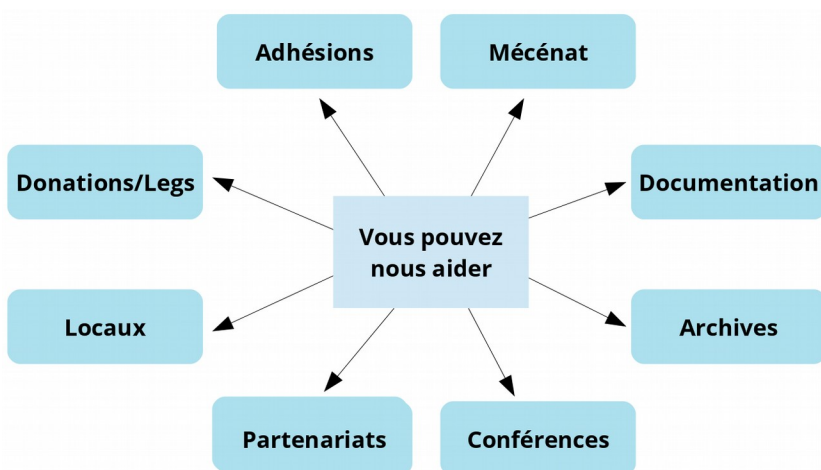 Adhésions
Mécénat
Donations/Legs
Documentation
Vous pouvez
nous aider
Locaux
Archives
Partenariats
Conférences